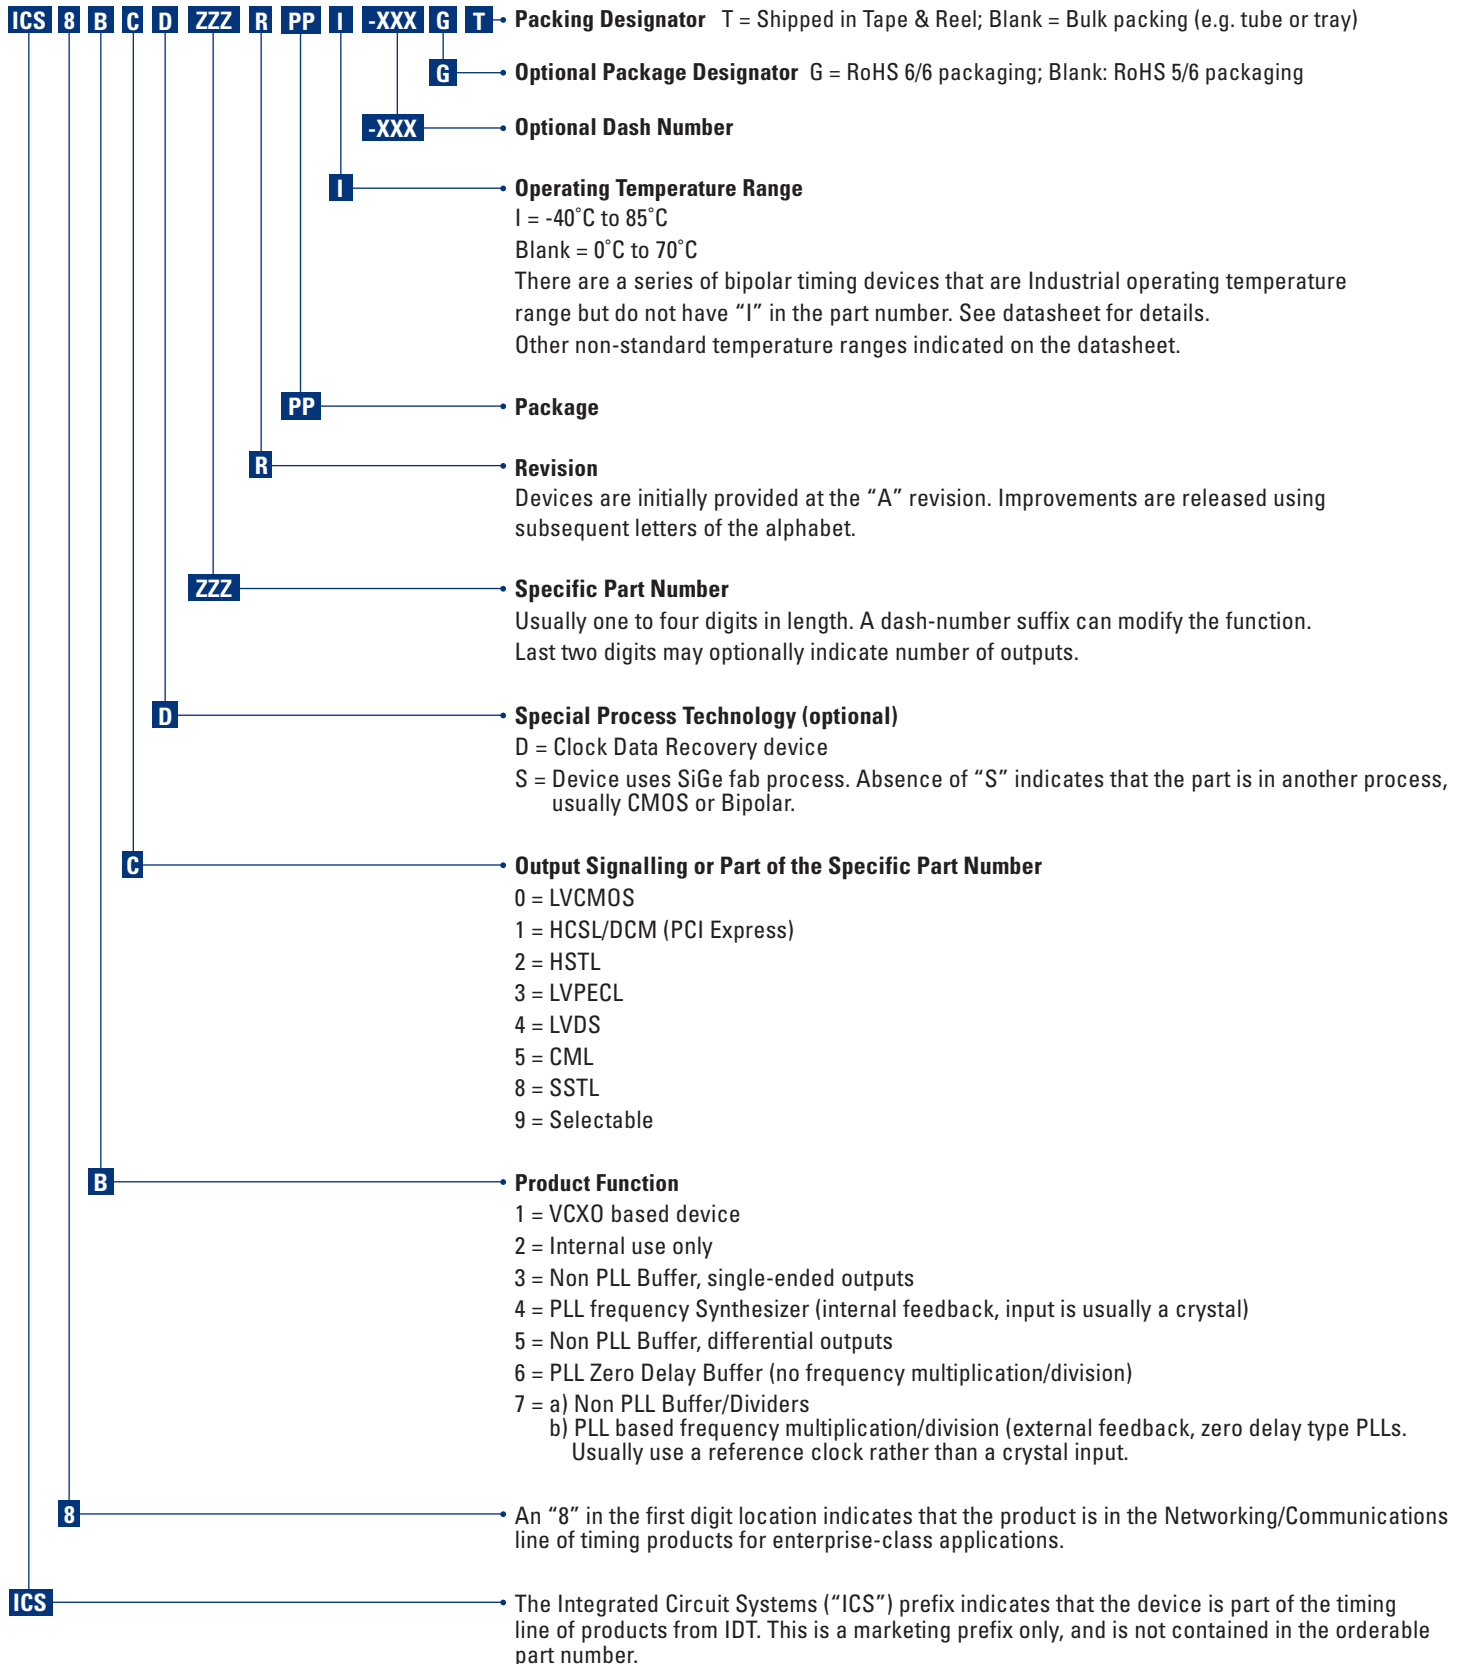 ICS 8 B C D ZZZ R PP I -XXX G T Packing Designator T = Shipped in Tape & Reel; Blank = Bulk packing (e.g. tube or tray)
G Optional Package Designator G = RoHS 6/6 packaging; Blank: RoHS 5/6 packaging
-XXX Optional Dash Number
I Operating Temperature Range
I = -40˚C to 85˚C
Blank = 0˚C to 70˚C
There are a series of bipolar timing devices that are Industrial operating temperature
range but do not have “I” in the part number. See datasheet for details.
Other non-standard temperature ranges indicated on the datasheet.
PP Package
R Revision
Devices are initially provided at the “A” revision. Improvements are released using
subsequent letters of the alphabet.
ZZZ Specific Part Number
Usually one to four digits in length. A dash-number suffix can modify the function.
Last two digits may optionally indicate number of outputs.
D Special Process Technology (optional)
D = Clock Data Recovery device
S = Device uses SiGe fab process. Absence of “S” indicates that the part is in another process,
usually CMOS or Bipolar.
C Output Signalling or Part of the Specific Part Number
0 = LVCMOS
1 = HCSL/DCM (PCI Express)
2 = HSTL
3 = LVPECL
4 = LVDS
5 = CML
8 = SSTL
9 = Selectable
B Product Function
1 = VCXO based device
2 = Internal use only
3 = Non PLL Buffer, single-ended outputs
4 = PLL frequency Synthesizer (internal feedback, input is usually a crystal)
5 = Non PLL Buffer, differential outputs
6 = PLL Zero Delay Buffer (no frequency multiplication/division)
7 = a) Non PLL Buffer/Dividers
b) PLL based frequency multiplication/division (external feedback, zero delay type PLLs.
Usually use a reference clock rather than a crystal input.
8 An “8” in the first digit location indicates that the product is in the Networking/Communications
line of timing products for enterprise-class applications.
ICS The Integrated Circuit Systems (“ICS”) prefix indicates that the device is part of the timing
line of products from IDT. This is a marketing prefix only, and is not contained in the orderable
part number.